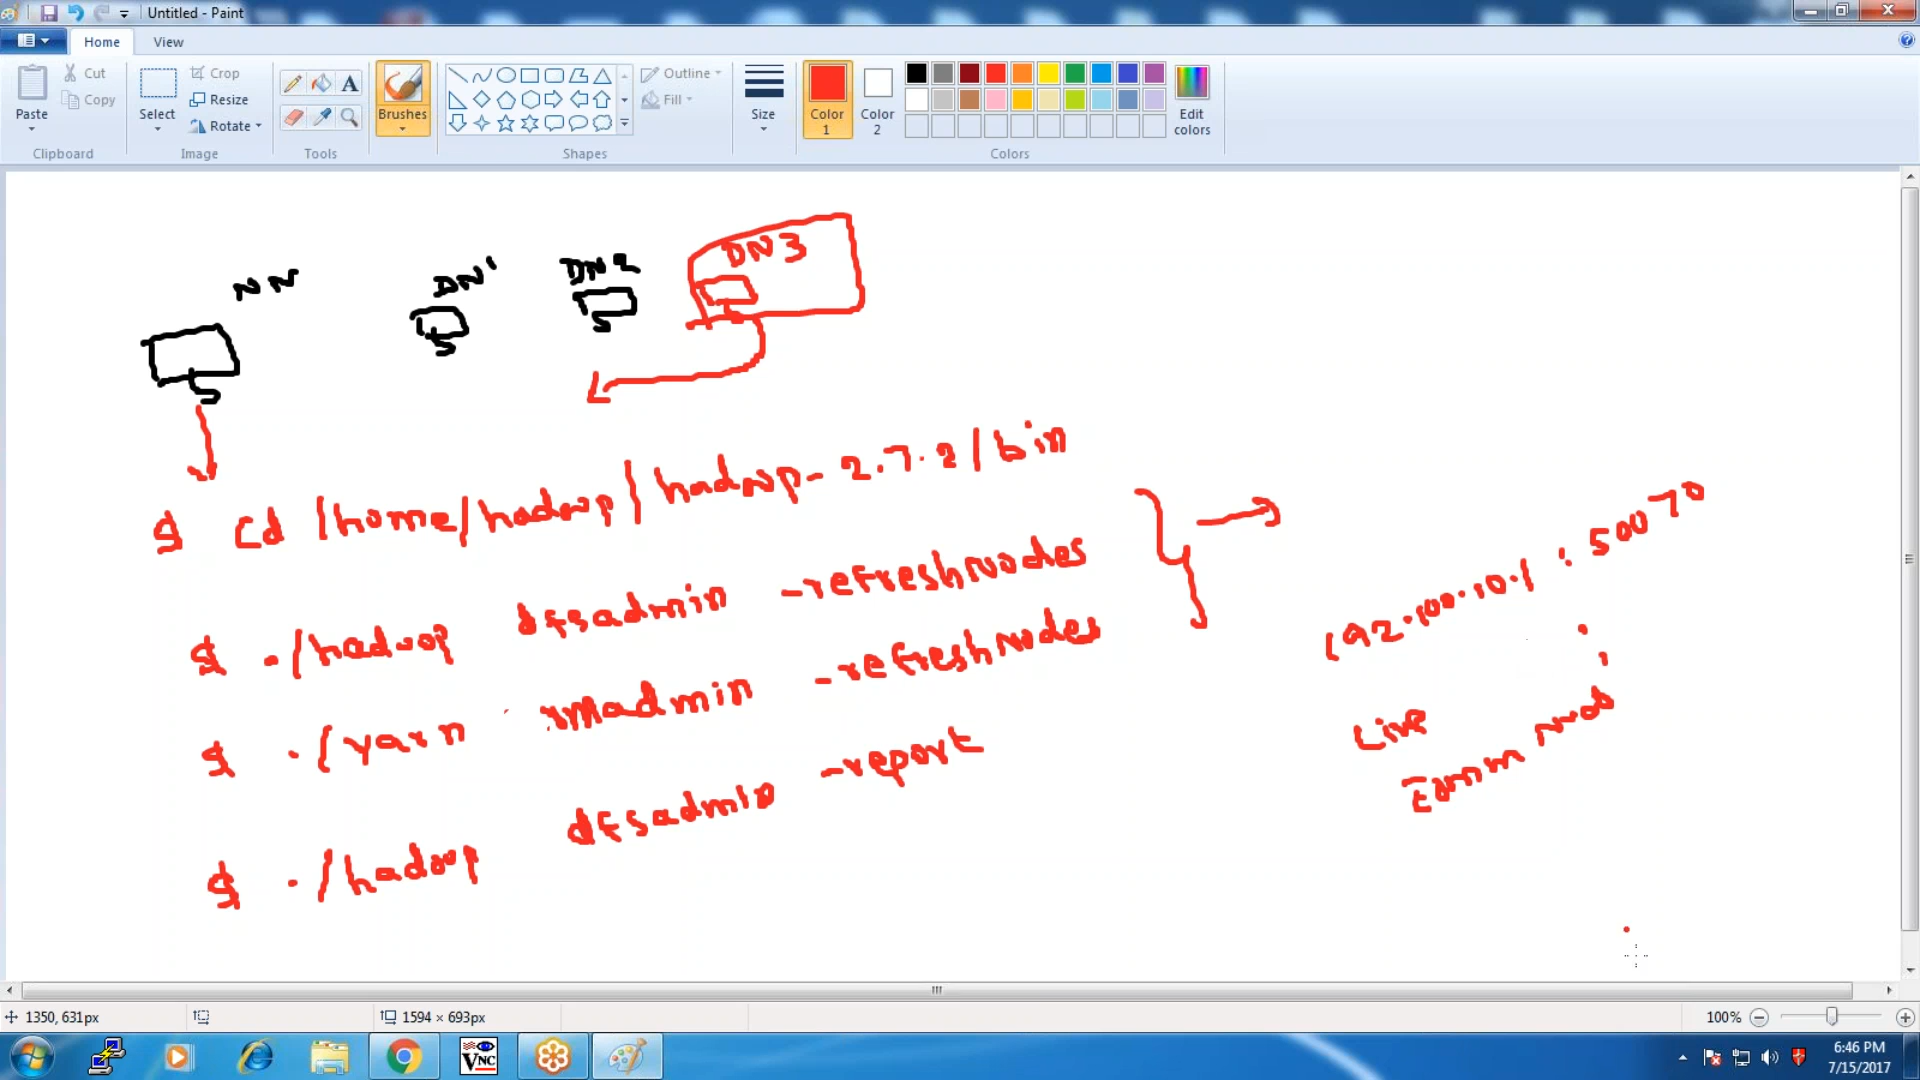 Untitled - Paint
Home View
Paste
Cut
Copy
Clipboard
Select
Crop
Resize
Rotate
Image
A
Tools
Brushes
Outline
Fill
Shapes
Size
Color 1
Color 2
Edit colors
Colors
NN DN1 DN2 DN3
$ cd /home/hadoop/hadoop-2.7.2/bin
$ ./hadoop dfsadmin -refreshNodes
$ ./yarn rmadmin -refreshNodes
$ ./hadoop dfsadmin -report
192.100.10.1 : 50070
Live
1350, 631px
1594 × 693px
100%
VNC
6:46 PM
7/15/2017